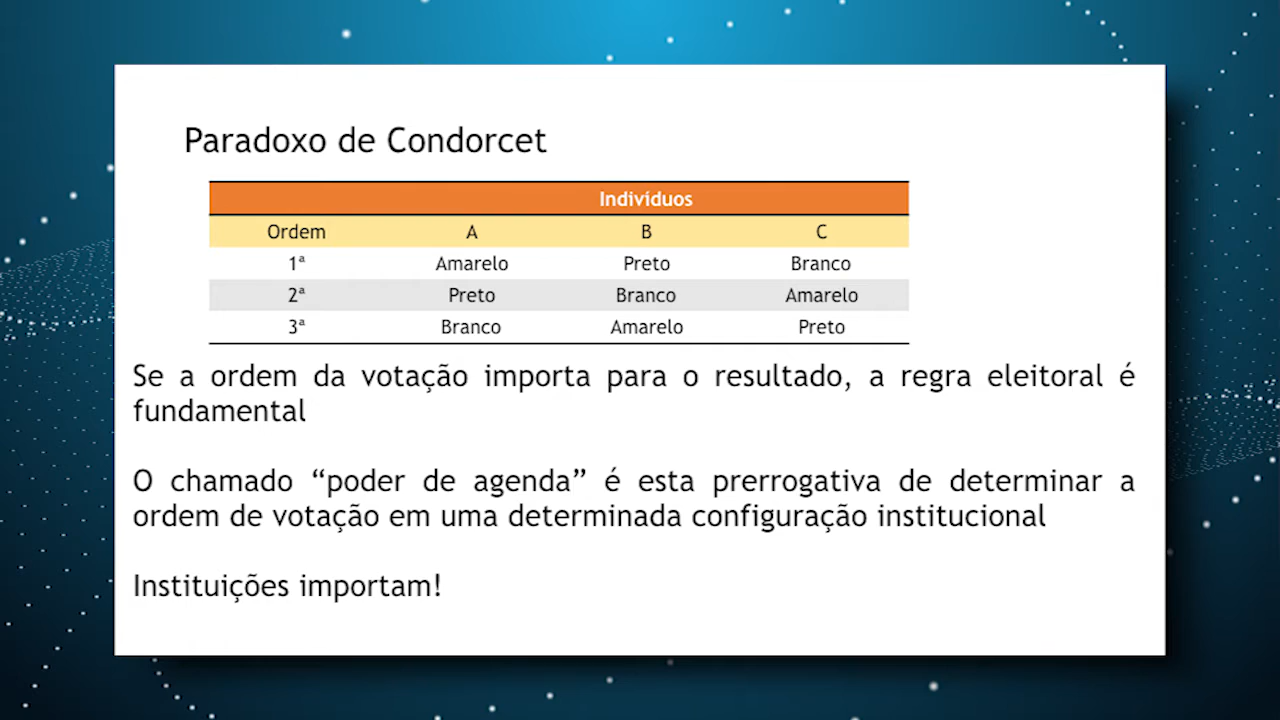 Paradoxo de Condorcet
Indivíduos
Ordem A B C
1ª Amarelo Preto Branco
2ª Preto Branco Amarelo
3ª Branco Amarelo Preto
Se a ordem da votação importa para o resultado, a regra eleitoral é
fundamental
O chamado “poder de agenda” é esta prerrogativa de determinar a
ordem de votação em uma determinada configuração institucional
Instituições importam!